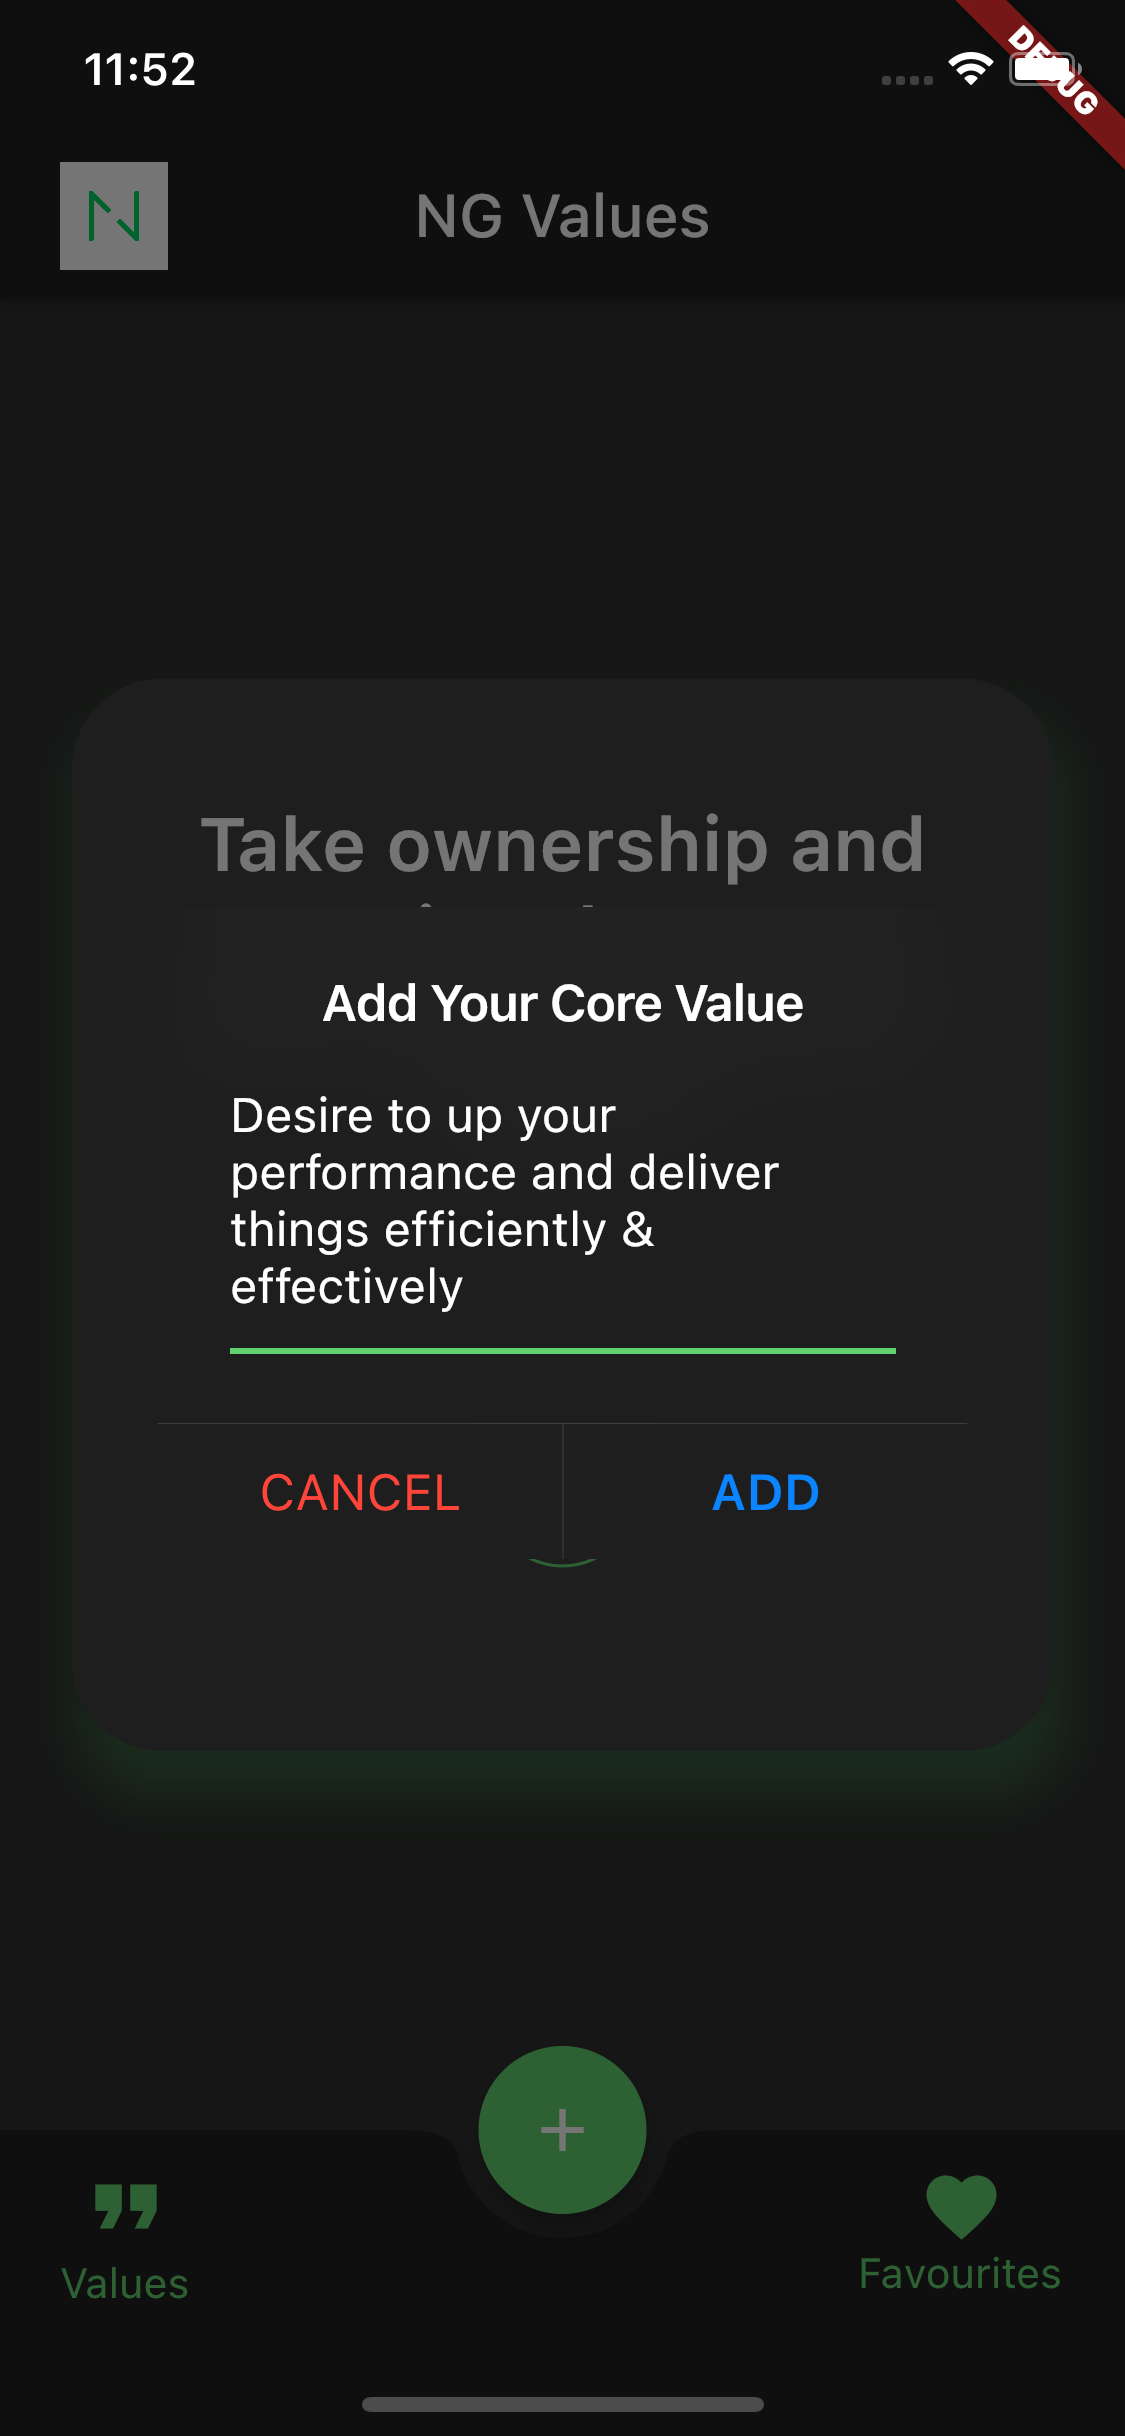 11:52
DEBUG
NG Values
Take ownership and
Add Your Core Value
Desire to up your
performance and deliver
things efficiently &
effectively
CANCEL
ADD
Values
Favourites